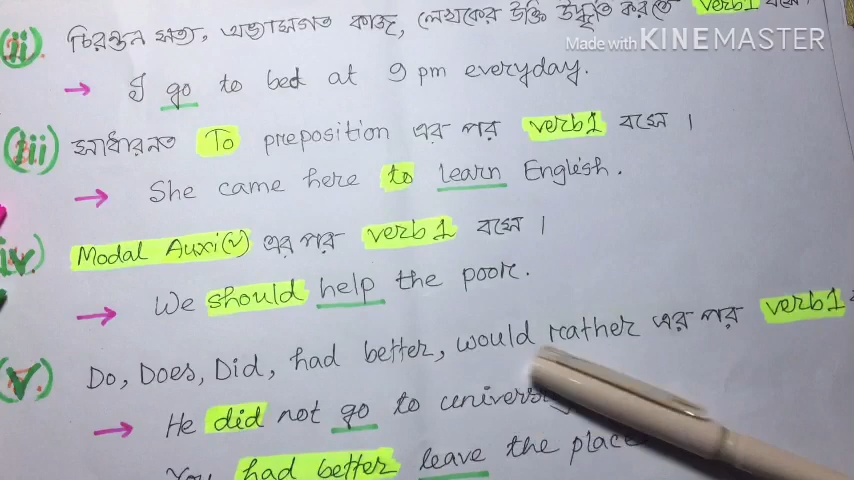 (ii). চিরন্তন সত্য, অভ্যাসগত কাজ, লেখকের উক্তি উদ্ধৃত করতে verb1 বসে।
Made with KINEMASTER
→ I go to bed at 9 pm everyday.
(iii) সাধারনত To preposition এর পর verb1 বসে।
→ She came here to learn English.
iv) Modal Auxi(v) এর পর verb1 বসে।
→ We should help the poor.
(v. Do, Does, Did, had better, would rather এর পর verb1
→ He did not go to
You had better leave the place